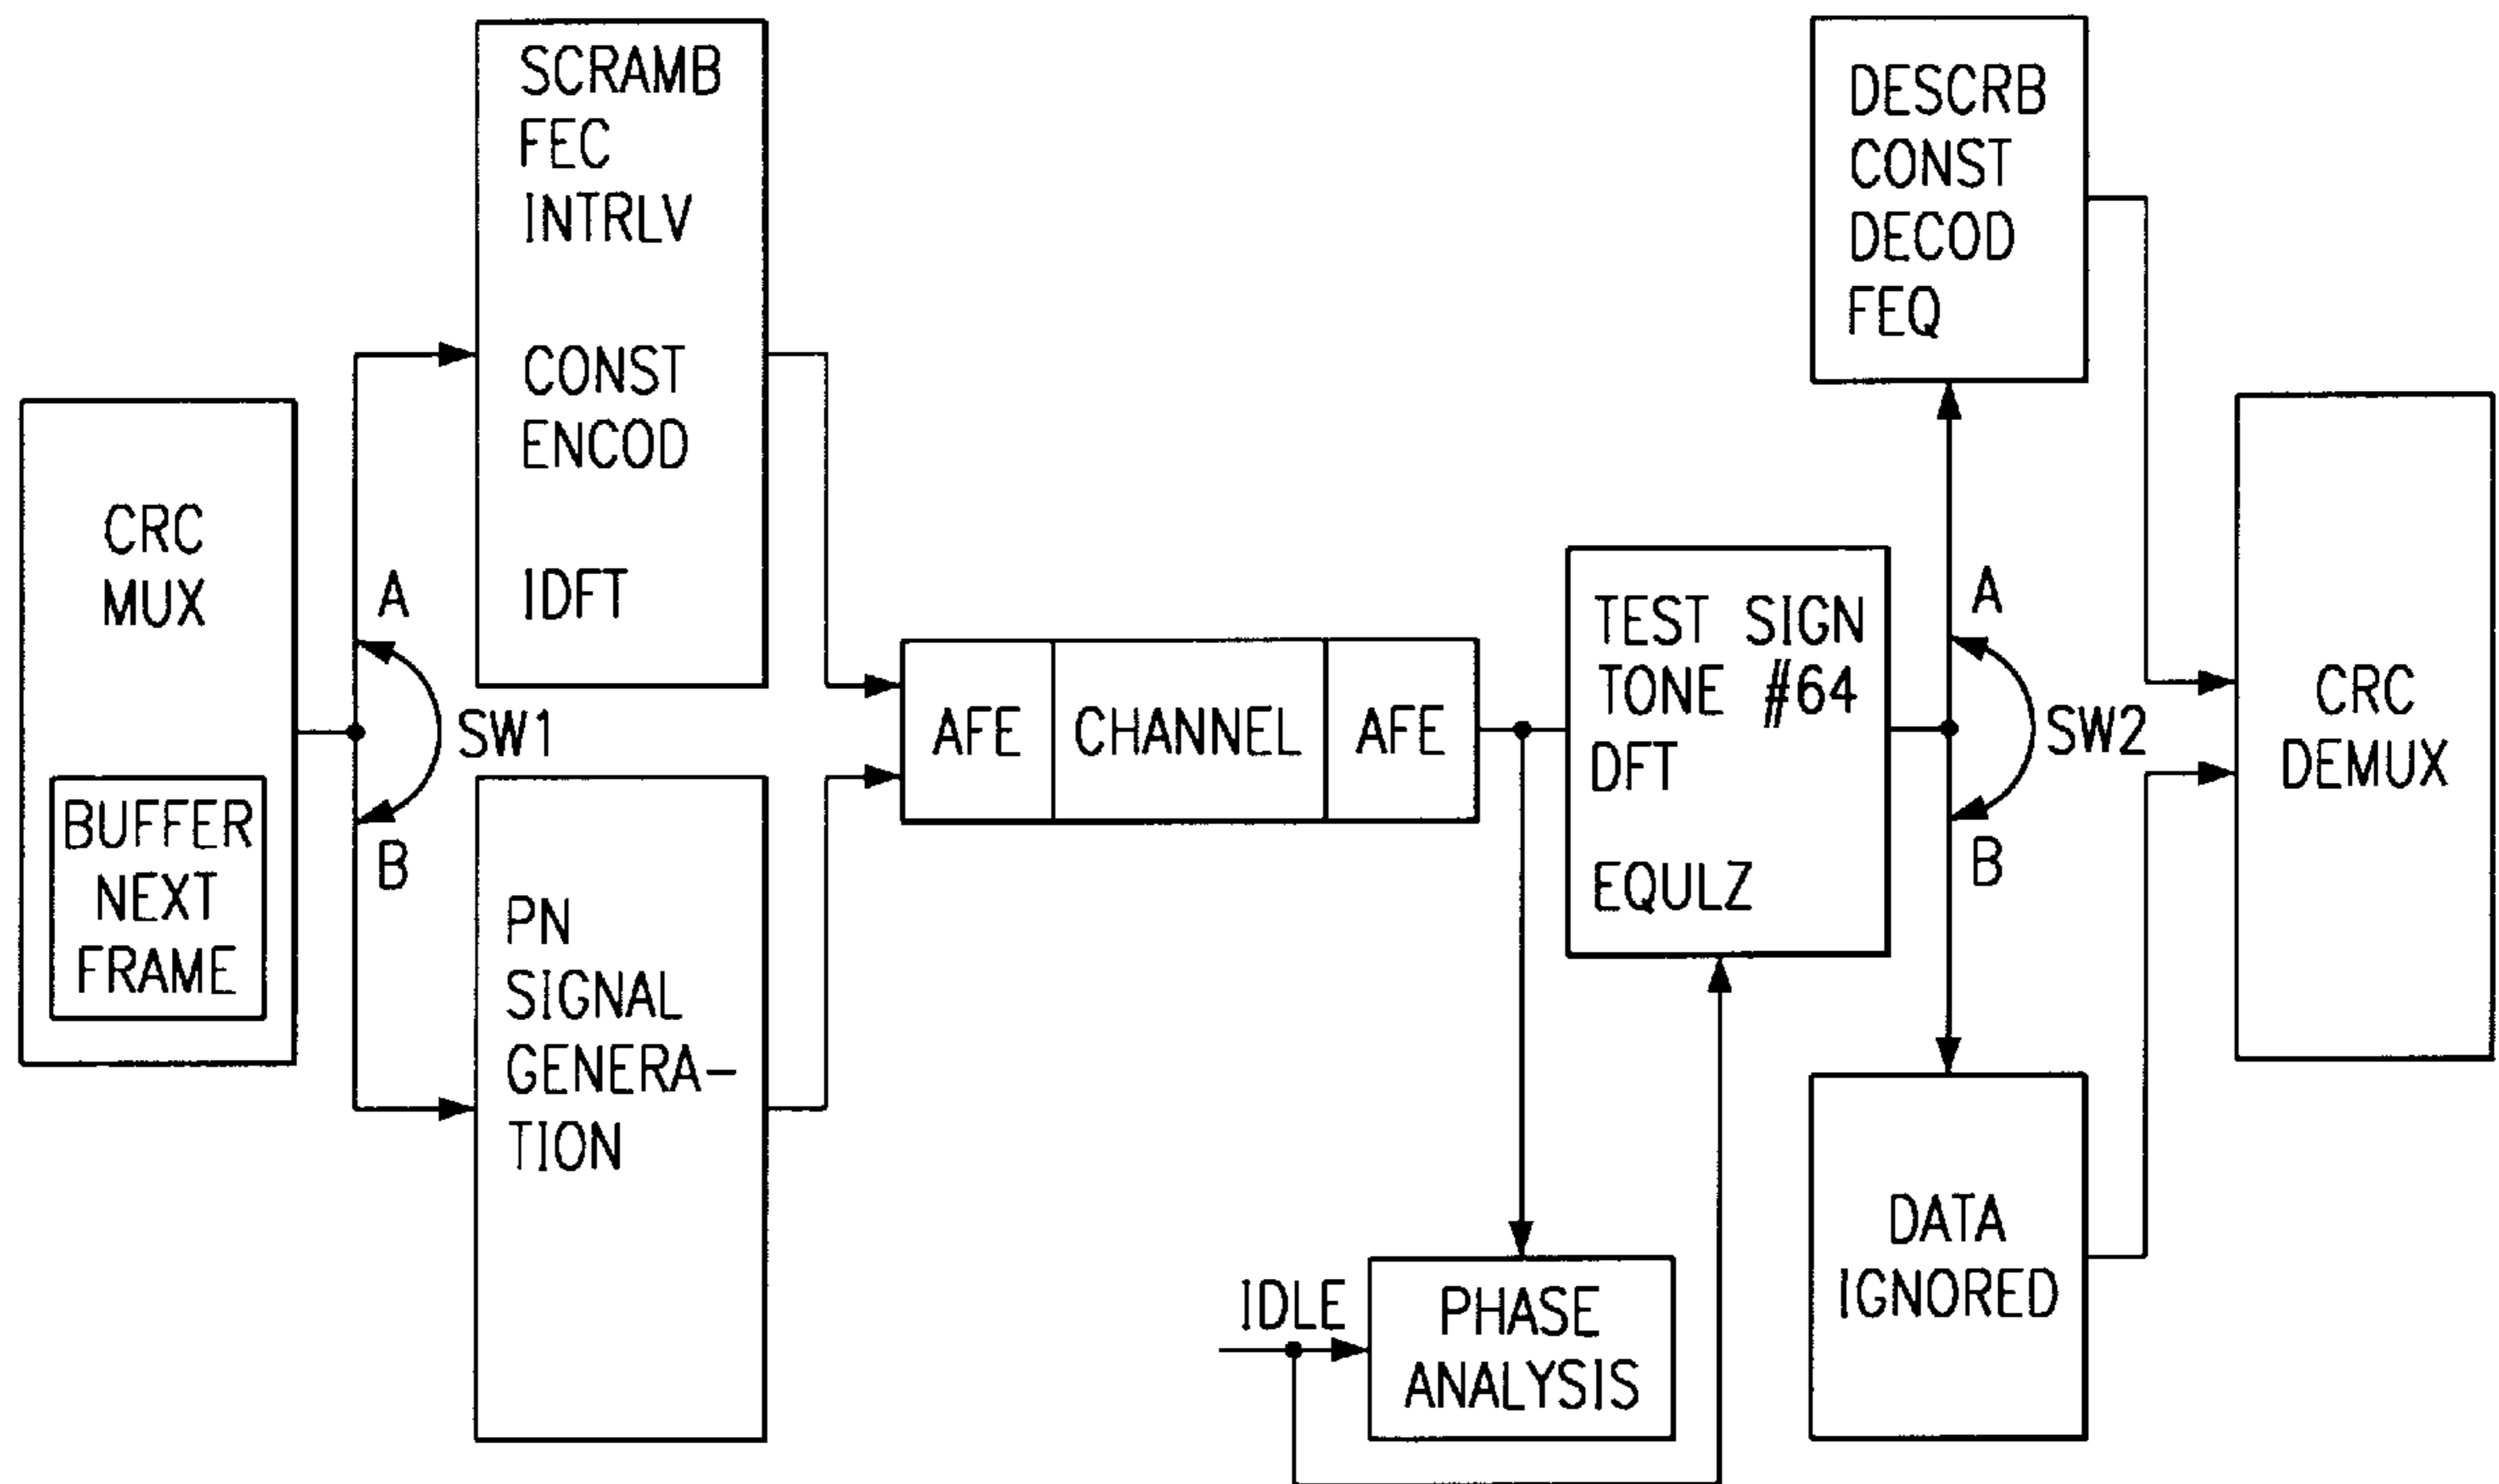 SCRAMB
FEC
INTRLV
CONST
ENCOD
IDFT
CRC
MUX
BUFFER
NEXT
FRAME
A
SW1
B
PN
SIGNAL
GENERA-
TION
AFE
CHANNEL
AFE
TEST SIGN
TONE #64
DFT
EQULZ
IDLE
PHASE
ANALYSIS
DESCRB
CONST
DECOD
FEQ
A
SW2
B
DATA
IGNORED
CRC
DEMUX